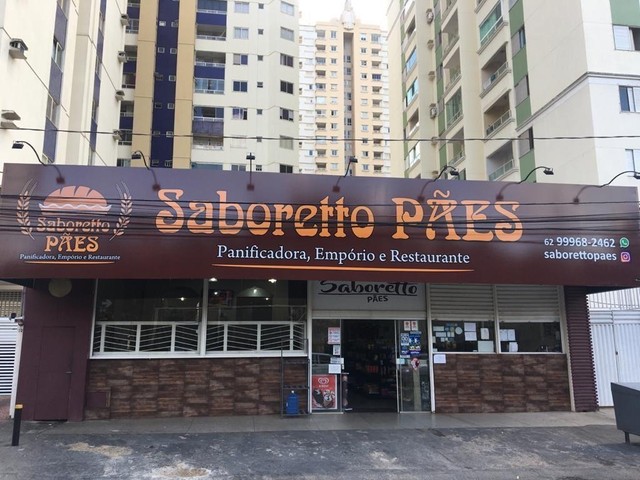 Saboretto
PÃES
Panificadora, Empório e Restaurante
Saboretto PÃES
Panificadora, Empório e Restaurante
62 99968-2462
saborettopaes
Saboretto
PÃES